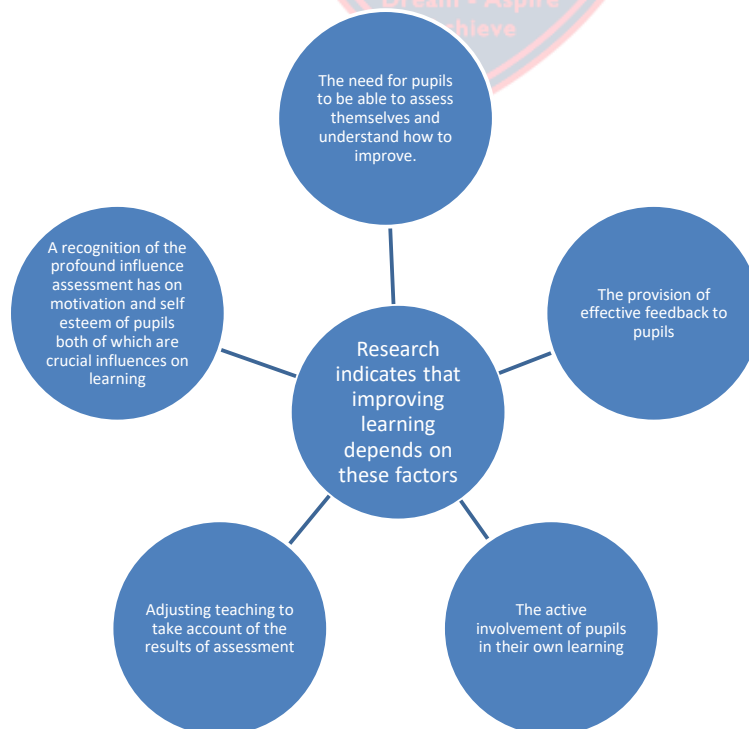 Dream • Aspire
Achieve
The need for pupils
to be able to assess
themselves and
understand how to
improve.
The provision of
effective feedback to
pupils
The active
involvement of pupils
in their own learning
Adjusting teaching to
take account of the
results of assessment
A recognition of the
profound influence
assessment has on
motivation and self
esteem of pupils
both of which are
crucial influences on
learning
Research
indicates that
improving
learning
depends on
these factors